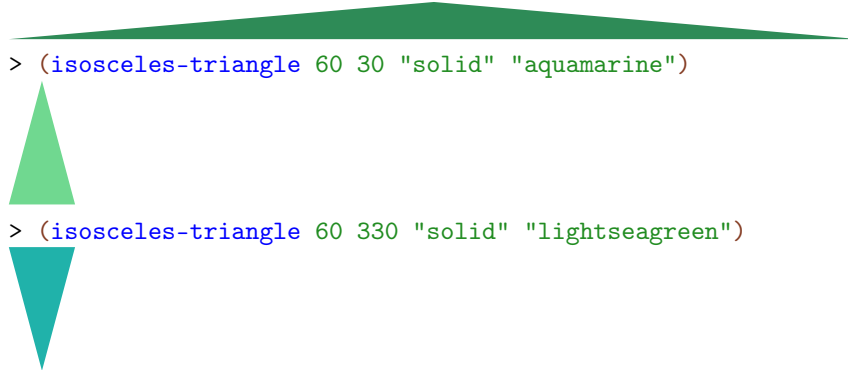 > (isosceles-triangle 60 30 "solid" "aquamarine")
> (isosceles-triangle 60 330 "solid" "lightseagreen")